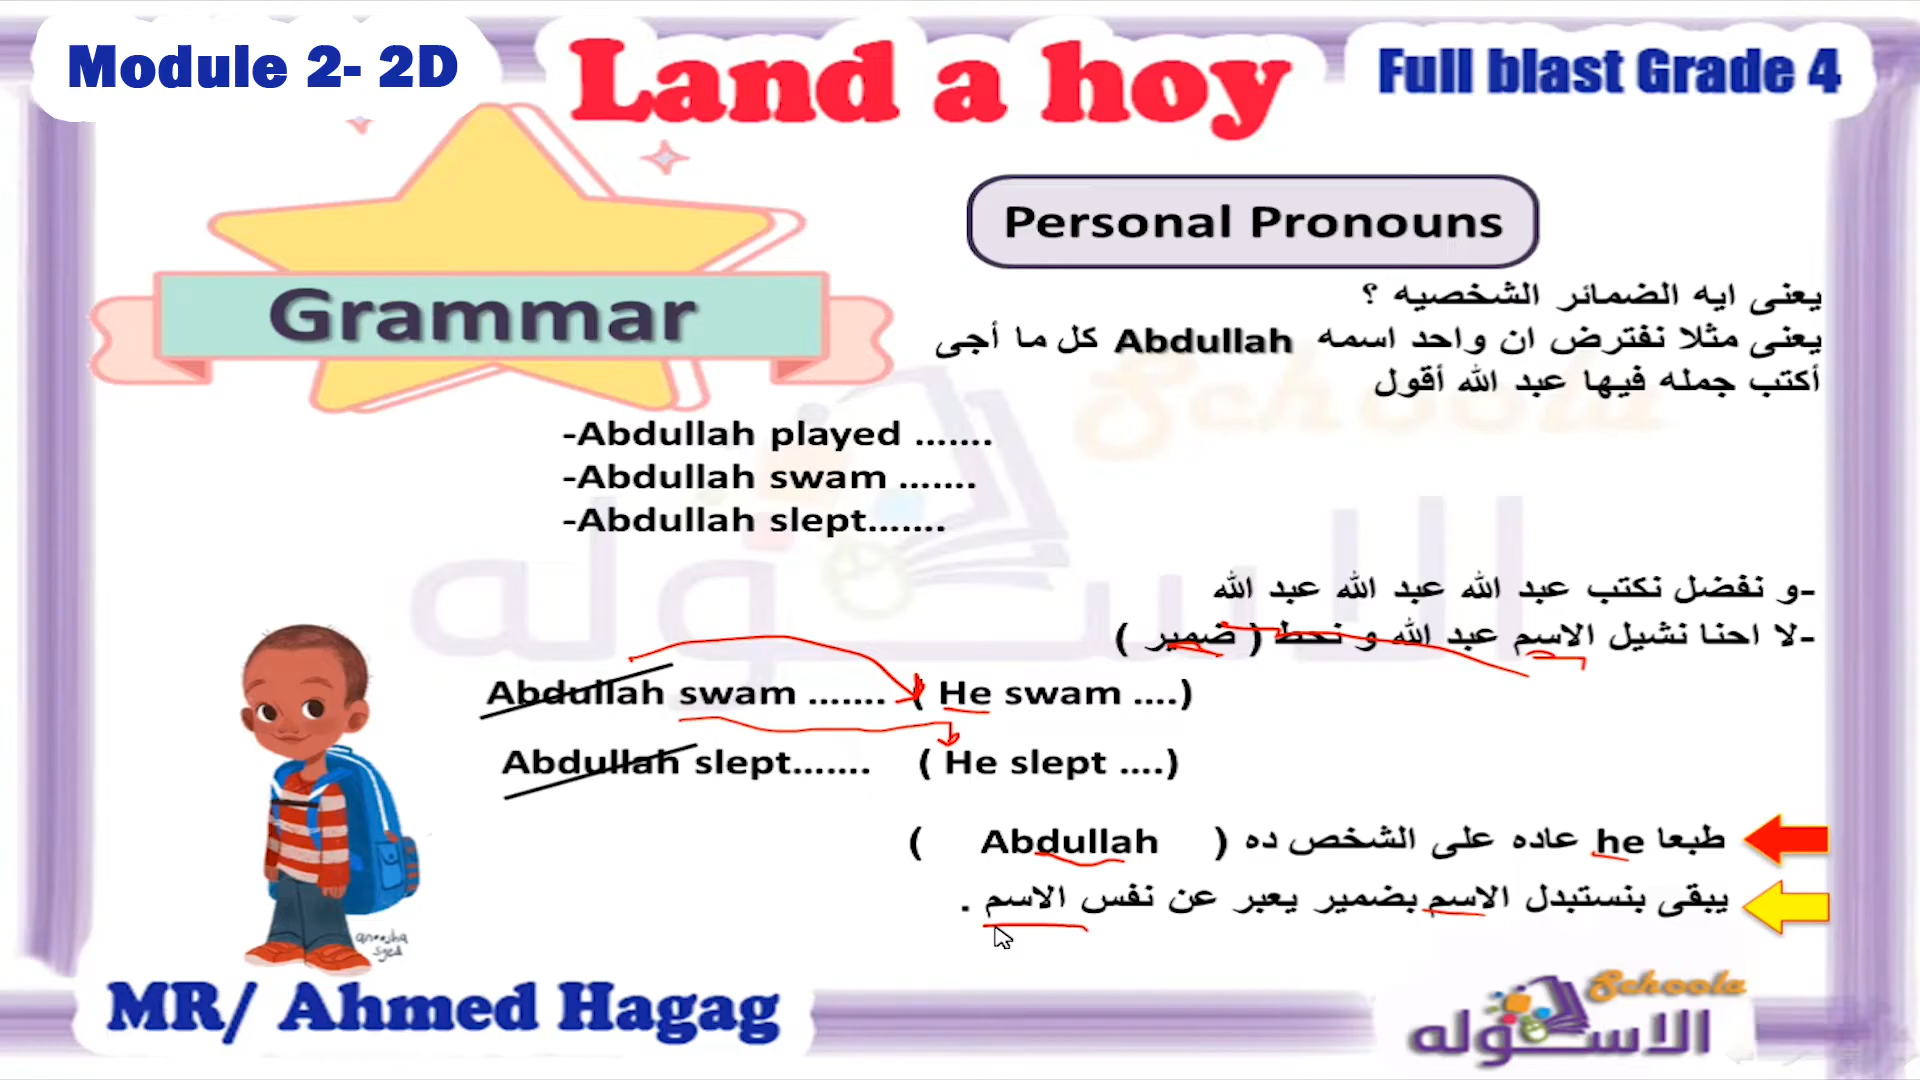 Module 2- 2D
Land a hoy
Full blast Grade 4
Grammar
Personal Pronouns
يعنى ايه الضمائر الشخصيه ؟
يعنى مثلا نفترض ان واحد اسمه Abdullah كل ما أجى
أكتب جمله فيها عبد الله أقول
-Abdullah played .......
-Abdullah swam .......
-Abdullah slept.......
-و نفضل نكتب عبد الله عبد الله عبد الله
-لا احنا نشيل الاسم عبد الله و نحط ( ضمير )
Abdullah swam ....... ( He swam ....)
Abdullah slept....... ( He slept ....)
طبعا he عاده على الشخص ده ( Abdullah )
يبقى بنستبدل الاسم بضمير يعبر عن نفس الاسم .
anoosha
syed
MR/ Ahmed Hagag
Schoola
الاسكوله